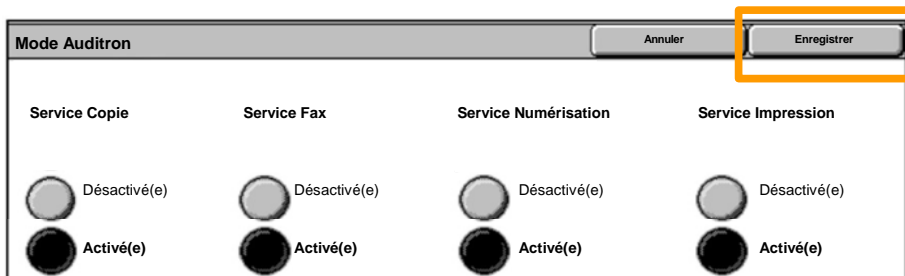 Mode Auditron Annuler Enregistrer
Service Copie Service Fax Service Numérisation Service Impression
Désactivé(e) Désactivé(e) Désactivé(e) Désactivé(e)
Activé(e) Activé(e) Activé(e) Activé(e)